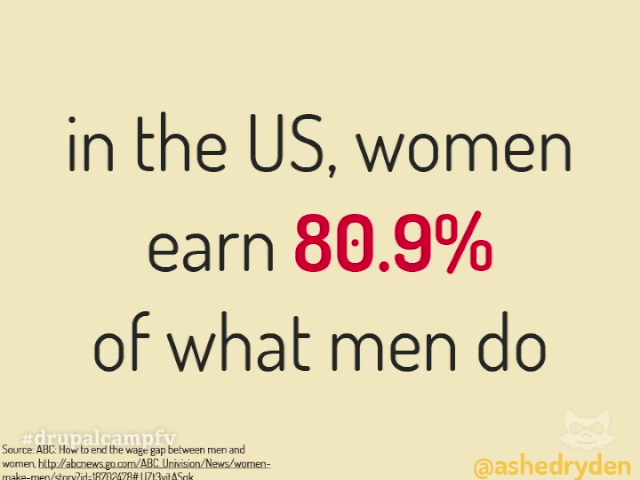 in the US, women
earn 80.9%
of what men do
#drupalcampfv
Source: ABC: How to end the wage gap between men and
women, http://abcnews.go.com/ABC_Univision/News/women-
@ashedryden